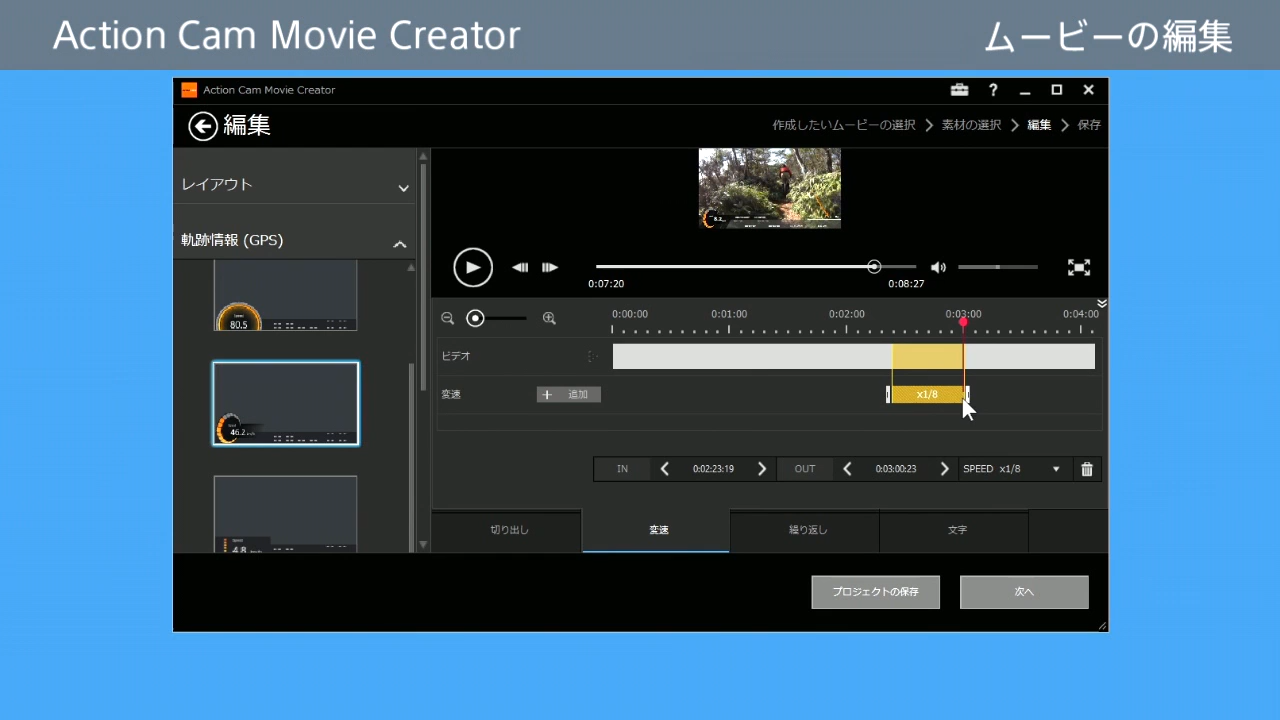 Action Cam Movie Creator
ムービーの編集
Action Cam Movie Creator
?
編集
作成したいムービーの選択 > 素材の選択 > 編集 > 保存
レイアウト
軌跡情報 (GPS)
80.5
46.2
4.8
0:07:20
0:08:27
0:00:00 0:01:00 0:02:00 0:03:00 0:04:00
ビデオ
変速
+ 追加
x1/8
IN < 0:02:23:19 > OUT < 0:03:00:23 > SPEED x1/8
切り出し 変速 繰り返し 文字
プロジェクトの保存 次へ